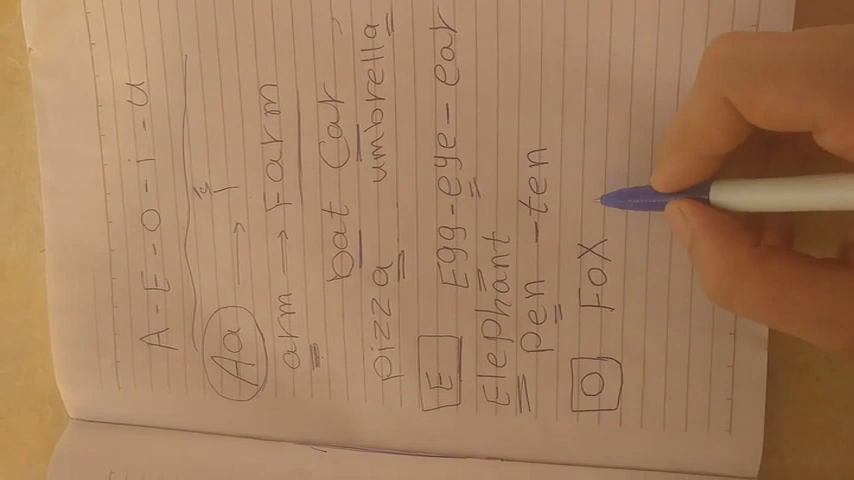 A-E-O-i-U
Aa →
arm → Farm
bat Car
pizza umbrella
E Egg-eye-ear
Elephant
pen -ten
O FoX